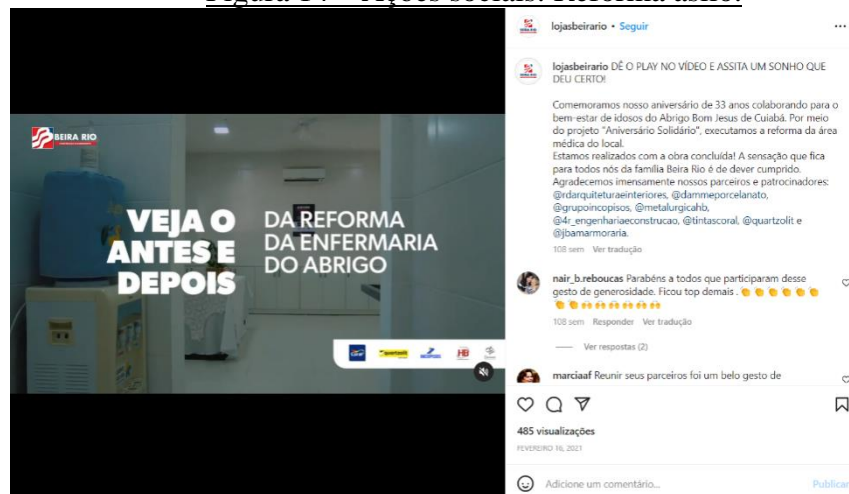 Figura 14 – Ações sociais: Reforma asilo.
BEIRA RIO
VEJA O
ANTES E
DEPOIS
DA REFORMA
DA ENFERMARIA
DO ABRIGO
Coral quartzolit INCOPISOS HB
lojasbeirario • Seguir
lojasbeirario DÊ O PLAY NO VÍDEO E ASSITA UM SONHO QUE
DEU CERTO!
Comemoramos nosso aniversário de 33 anos colaborando para o
bem-estar de idosos do Abrigo Bom Jesus de Cuiabá. Por meio
do projeto "Aniversário Solidário", executamos a reforma da área
médica do local.
Estamos realizados com a obra concluída! A sensação que fica
para todos nós da família Beira Rio é de dever cumprido.
Agradecemos imensamente nossos parceiros e patrocinadores:
@rdarquiteturaeinteriores, @dammeporcelanato,
@grupoincopisos, @metalurgicahb,
@4r_engenhariaeconstrucao, @tintascoral, @quartzolit e
@jbamarmoraria.
108 sem Ver tradução
nair_b.reboucas Parabéns a todos que participaram desse
gesto de generosidade. Ficou top demais . 👏👏👏👏👏👏
👏👏🙌🙌🙌🙌🙌🙌
108 sem Responder Ver tradução
Ver respostas (2)
marciaaf Reunir seus parceiros foi um belo gesto de
485 visualizações
FEVEREIRO 16, 2021
Adicione um comentário... Publicar